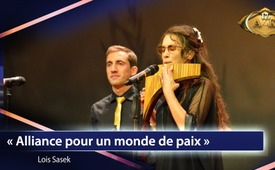 « Alliance pour un monde de paix »
Lois Sasek